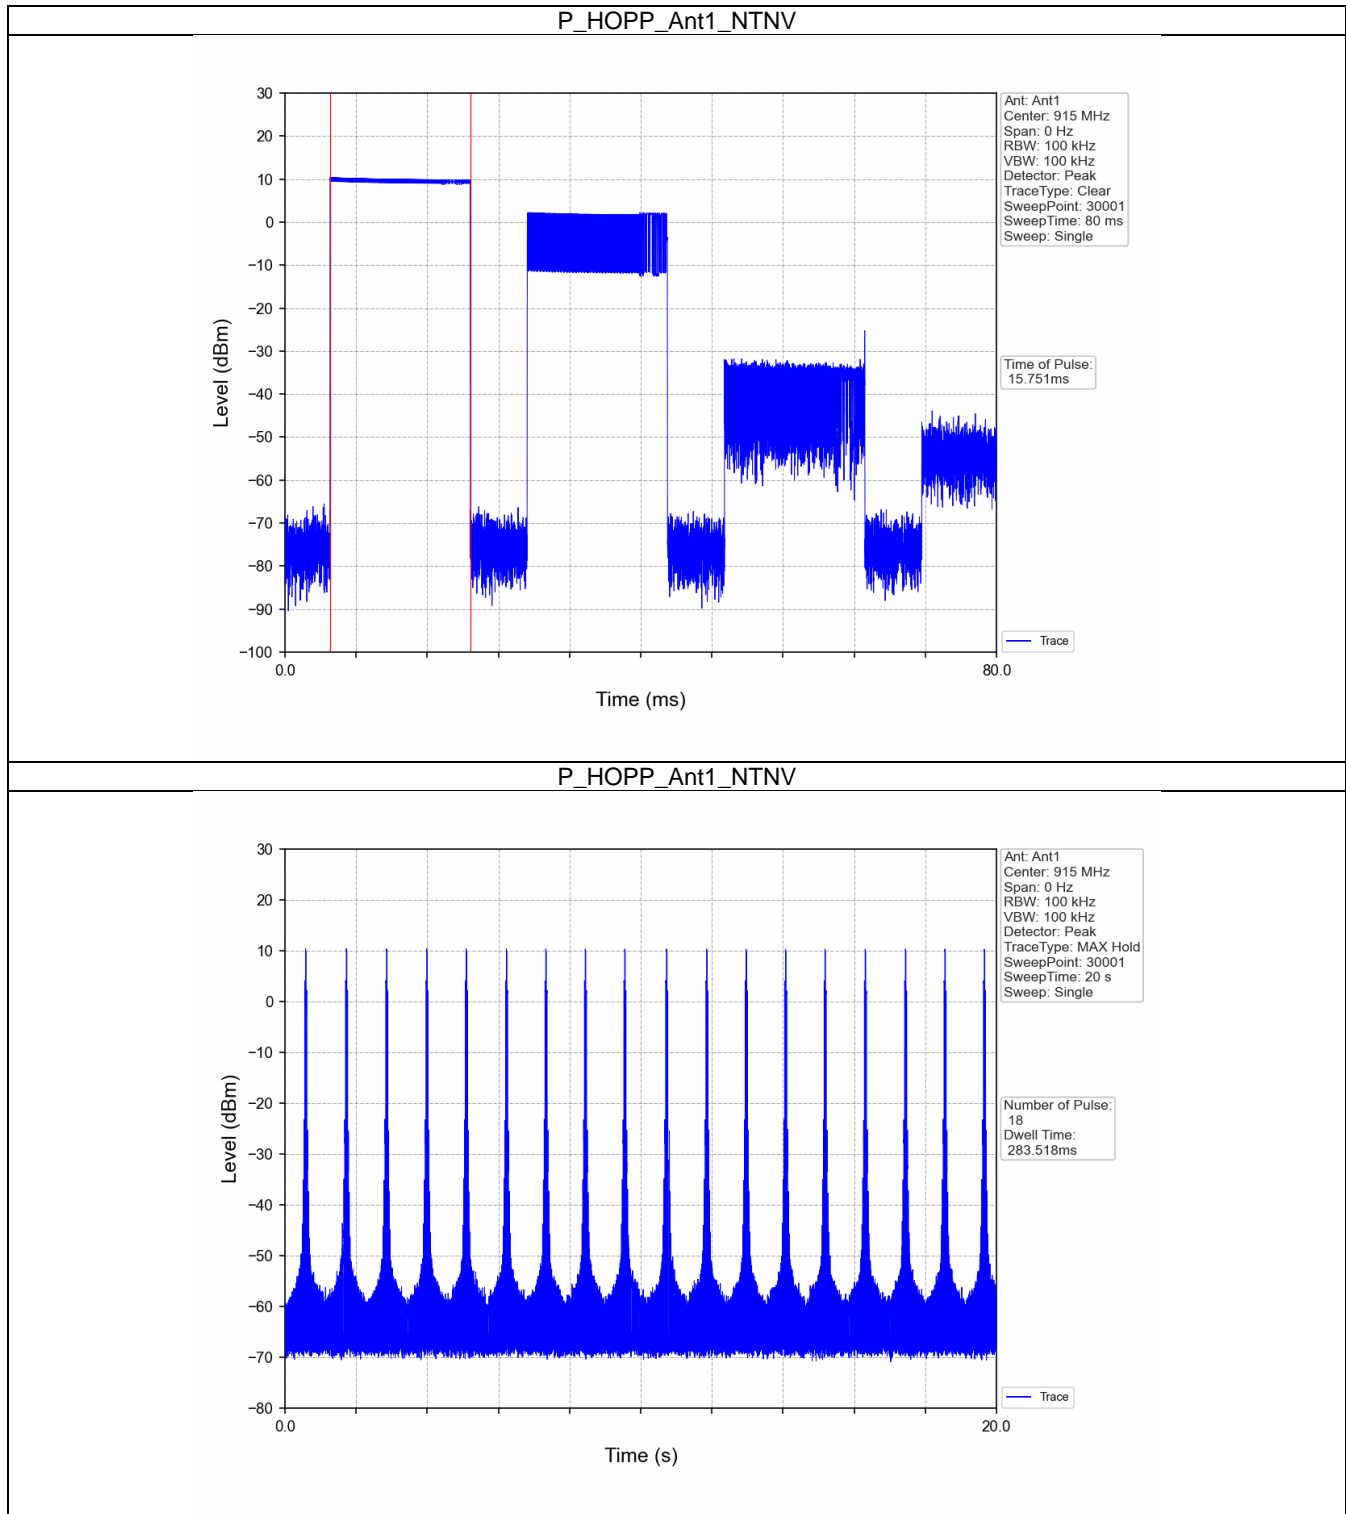 P_HOPP_Ant1_NTNV
30
20
10
0
−10
−20
−30
−40
−50
−60
−70
−80
−90
−100
Level (dBm)
0.0
80.0
Time (ms)
Ant: Ant1
Center: 915 MHz
Span: 0 Hz
RBW: 100 kHz
VBW: 100 kHz
Detector: Peak
TraceType: Clear
SweepPoint: 30001
SweepTime: 80 ms
Sweep: Single
Time of Pulse:
15.751ms
Trace
P_HOPP_Ant1_NTNV
30
20
10
0
−10
−20
−30
−40
−50
−60
−70
−80
Level (dBm)
0.0
20.0
Time (s)
Ant: Ant1
Center: 915 MHz
Span: 0 Hz
RBW: 100 kHz
VBW: 100 kHz
Detector: Peak
TraceType: MAX Hold
SweepPoint: 30001
SweepTime: 20 s
Sweep: Single
Number of Pulse:
18
Dwell Time:
283.518ms
Trace